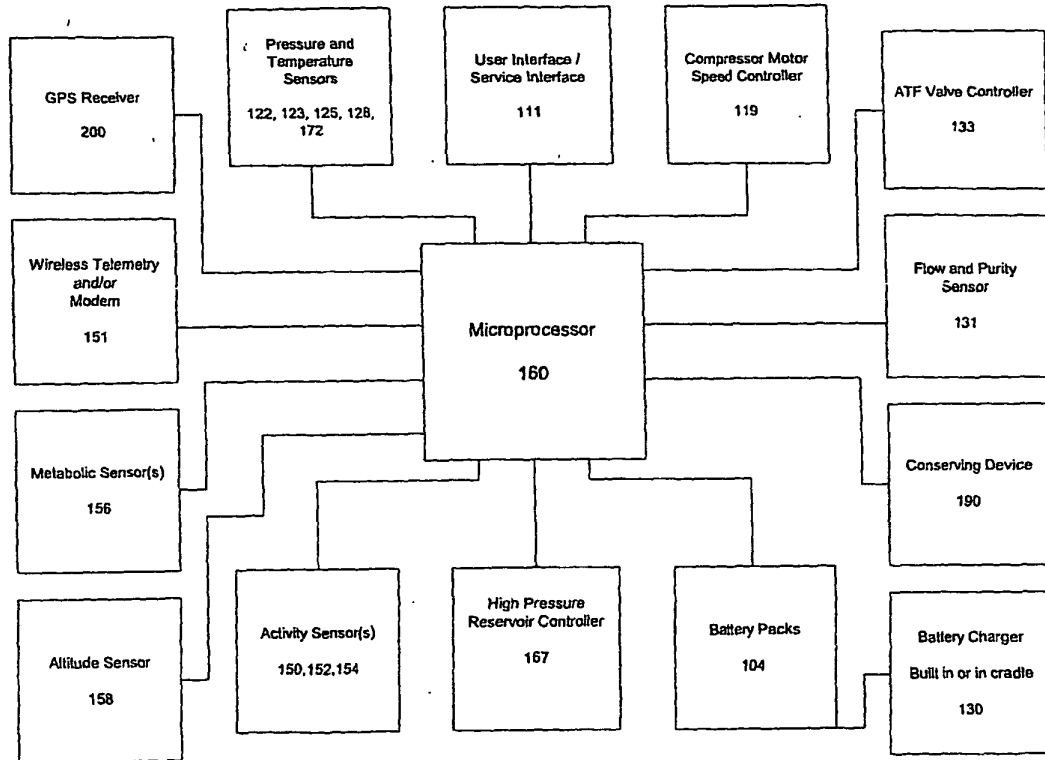 GPS Receiver
200
Pressure and
Temperature
Sensors
122, 123, 125, 128,
172
User Interface /
Service Interface
111
Compressor Motor
Speed Controller
119
ATF Valve Controller
133
Wireless Telemetry
and/or
Modem
151
Microprocessor
160
Flow and Purity
Sensor
131
Metabolic Sensor(s)
156
Conserving Device
190
Altitude Sensor
158
Activity Sensor(s)
150,152,154
High Pressure
Reservoir Controller
167
Battery Packs
104
Battery Charger
Built in or in cradle
130